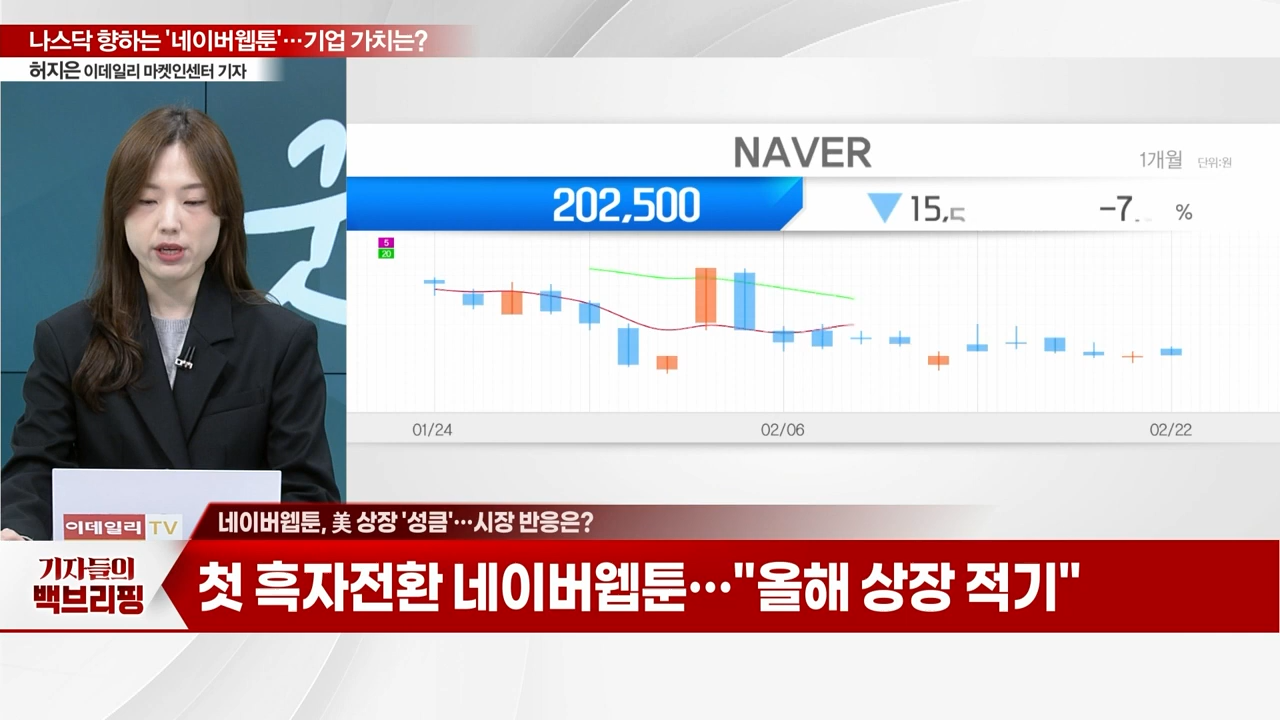 나스닥 향하는 '네이버웹툰'…기업 가치는?
허지은 이데일리 마켓인센터 기자
NAVER
1개월 단위:원
202,500 ▼ %
5
20
01/24 02/06 02/22
이데일리 TV
네이버웹툰, 美 상장 '성큼'…시장 반응은?
기자들의
백브리핑
첫 흑자전환 네이버웹툰…"올해 상장 적기"